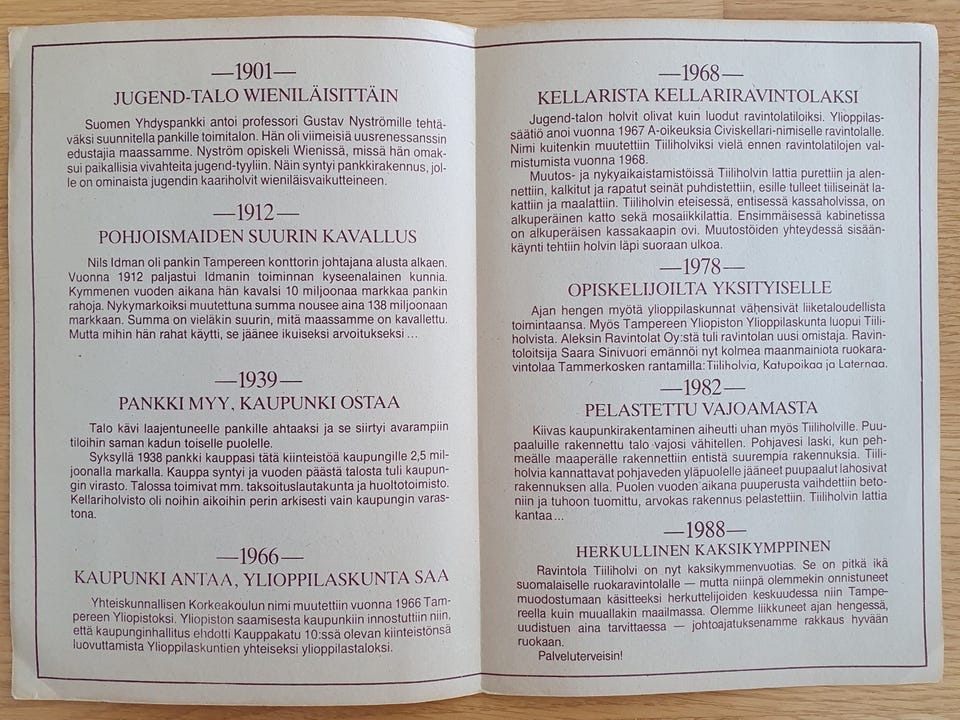 —1901—
JUGEND-TALO WIENILÄISITTÄIN
Suomen Yhdyspankki antoi professori Gustav Nyströmille tehtä-
väksi suunnitella pankille toimitalon. Hän oli viimeisiä uusrenessanssin
edustajia maassamme. Nyström opiskeli Wienissä, missä hän omak-
sui paikallisia vivahteita jugend-tyyliin. Näin syntyi pankkirakennus, jol-
le on ominaista jugendin kaariholvit wieniläisvaikutteineen.
—1912—
POHJOISMAIDEN SUURIN KAVALLUS
Nils Idman oli pankin Tampereen konttorin johtajana alusta alkaen.
Vuonna 1912 paljastui Idmanin toiminnan kyseenalainen kunnia.
Kymmenen vuoden aikana hän kavalsi 10 miljoonaa markkaa pankin
rahoja. Nykymarkoiksi muutettuna summa nousee aina 138 miljoonaan
markkaan. Summa on vieläkin suurin, mitä maassamme on kavallettu.
Mutta mihin hän rahat käytti, se jäänee ikuiseksi arvoitukseksi...
—1939—
PANKKI MYY, KAUPUNKI OSTAA
Talo kävi laajentuneelle pankille ahtaaksi ja se siirtyi avarampiin
tiloihin saman kadun toiselle puolelle.
Syksyllä 1938 pankki kauppasi tätä kiinteistöä kaupungille 2,5 mil-
joonalla markalla. Kauppa syntyi ja vuoden päästä talosta tuli kaupun-
gin virasto. Talossa toimivat mm. taksoituslautakunta ja huoltotoimisto.
Kellariholvisto oli noihin aikoihin perin arkisesti vain kaupungin varas-
tona.
—1966—
KAUPUNKI ANTAA, YLIOPPILASKUNTA SAA
Yhteiskunnallisen Korkeakoulun nimi muutettiin vuonna 1966 Tam-
pereen Yliopistoksi. Yliopiston saamisesta kaupunkiin innostuttiin niin,
että kaupunginhallitus ehdotti Kauppakatu 10:ssä olevan kiinteistönsä
luovuttamista Ylioppilaskuntien yhteiseksi ylioppilastaloksi.
—1968—
KELLARISTA KELLARIRAVINTOLAKSI
Jugend-talon holvit olivat kuin luodut ravintolatiloiksi. Ylioppilas-
säätiö anoi vuonna 1967 A-oikeuksia Civiskellari-nimiselle ravintolalle.
Nimi kuitenkin muutettiin Tiiliholviksi vielä ennen ravintolatilojen val-
mistumista vuonna 1968.
Muutos- ja nykyaikaistamistöissä Tiiliholvin lattia purettiin ja alen-
nettiin, kalkitut ja rapatut seinät puhdistettiin, esille tulleet tiiliseinät la-
kattiin ja maalattiin. Tiiliholvin eteisessä, entisessä kassaholvissa, on
alkuperäinen katto sekä mosaiikkilattia. Ensimmäisessä kabinetissa
on alkuperäisen kassakaapin ovi. Muutostöiden yhteydessä sisään-
käynti tehtiin holvin läpi suoraan ulkoa.
—1978—
OPISKELIJOILTA YKSITYISELLE
Ajan hengen myötä ylioppilaskunnat vähensivät liiketaloudellista
toimintaansa. Myös Tampereen Yliopiston Ylioppilaskunta luopui Tiili-
holvista. Aleksin Ravintolat Oy:stä tuli ravintolan uusi omistaja. Ravin-
toloitsija Saara Sinivuori emännöi nyt kolmea maanmainiota ruokara-
vintolaa Tammerkosken rantamilla: Tiiliholvia, Katupoikaa ja Laternaa.
—1982—
PELASTETTU VAJOAMASTA
Kiivas kaupunkirakentaminen aiheutti uhan myös Tiiliholville. Puu-
paaluille rakennettu talo vajosi vähitellen. Pohjavesi laski, kun peh-
meälle maaperälle rakennettiin entistä suurempia rakennuksia. Tiili-
holvia kannattavat pohjaveden yläpuolelle jääneet puupaalut lahosivat
rakennuksen alla. Puolen vuoden aikana puuperusta vaihdettiin beto-
niin ja tuhoon tuomittu, arvokas rakennus pelastettiin. Tiiliholvin lattia
kantaa...
—1988—
HERKULLINEN KAKSIKYMPPINEN
Ravintola Tiiliholvi on nyt kaksikymmenvuotias. Se on pitkä ikä
suomalaiselle ruokaravintolalle — mutta niinpä olemmekin onnistuneet
muodostumaan käsitteeksi herkuttelijoiden keskuudessa niin Tampe-
reella kuin muuallakin maailmassa. Olemme liikkuneet ajan hengessä,
uudistuen aina tarvittaessa — johtoajatuksenamme rakkaus hyvään
ruokaan.
Palveluterveisin!